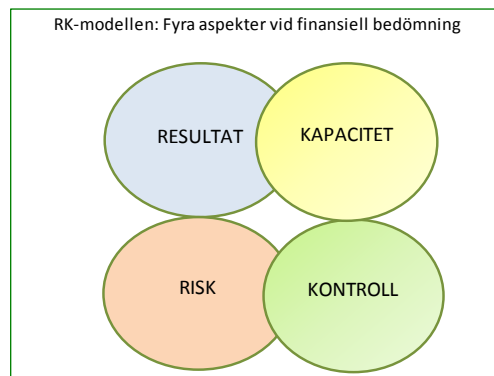 RK-modellen: Fyra aspekter vid finansiell bedömning
RESULTAT
KAPACITET
RISK
KONTROLL